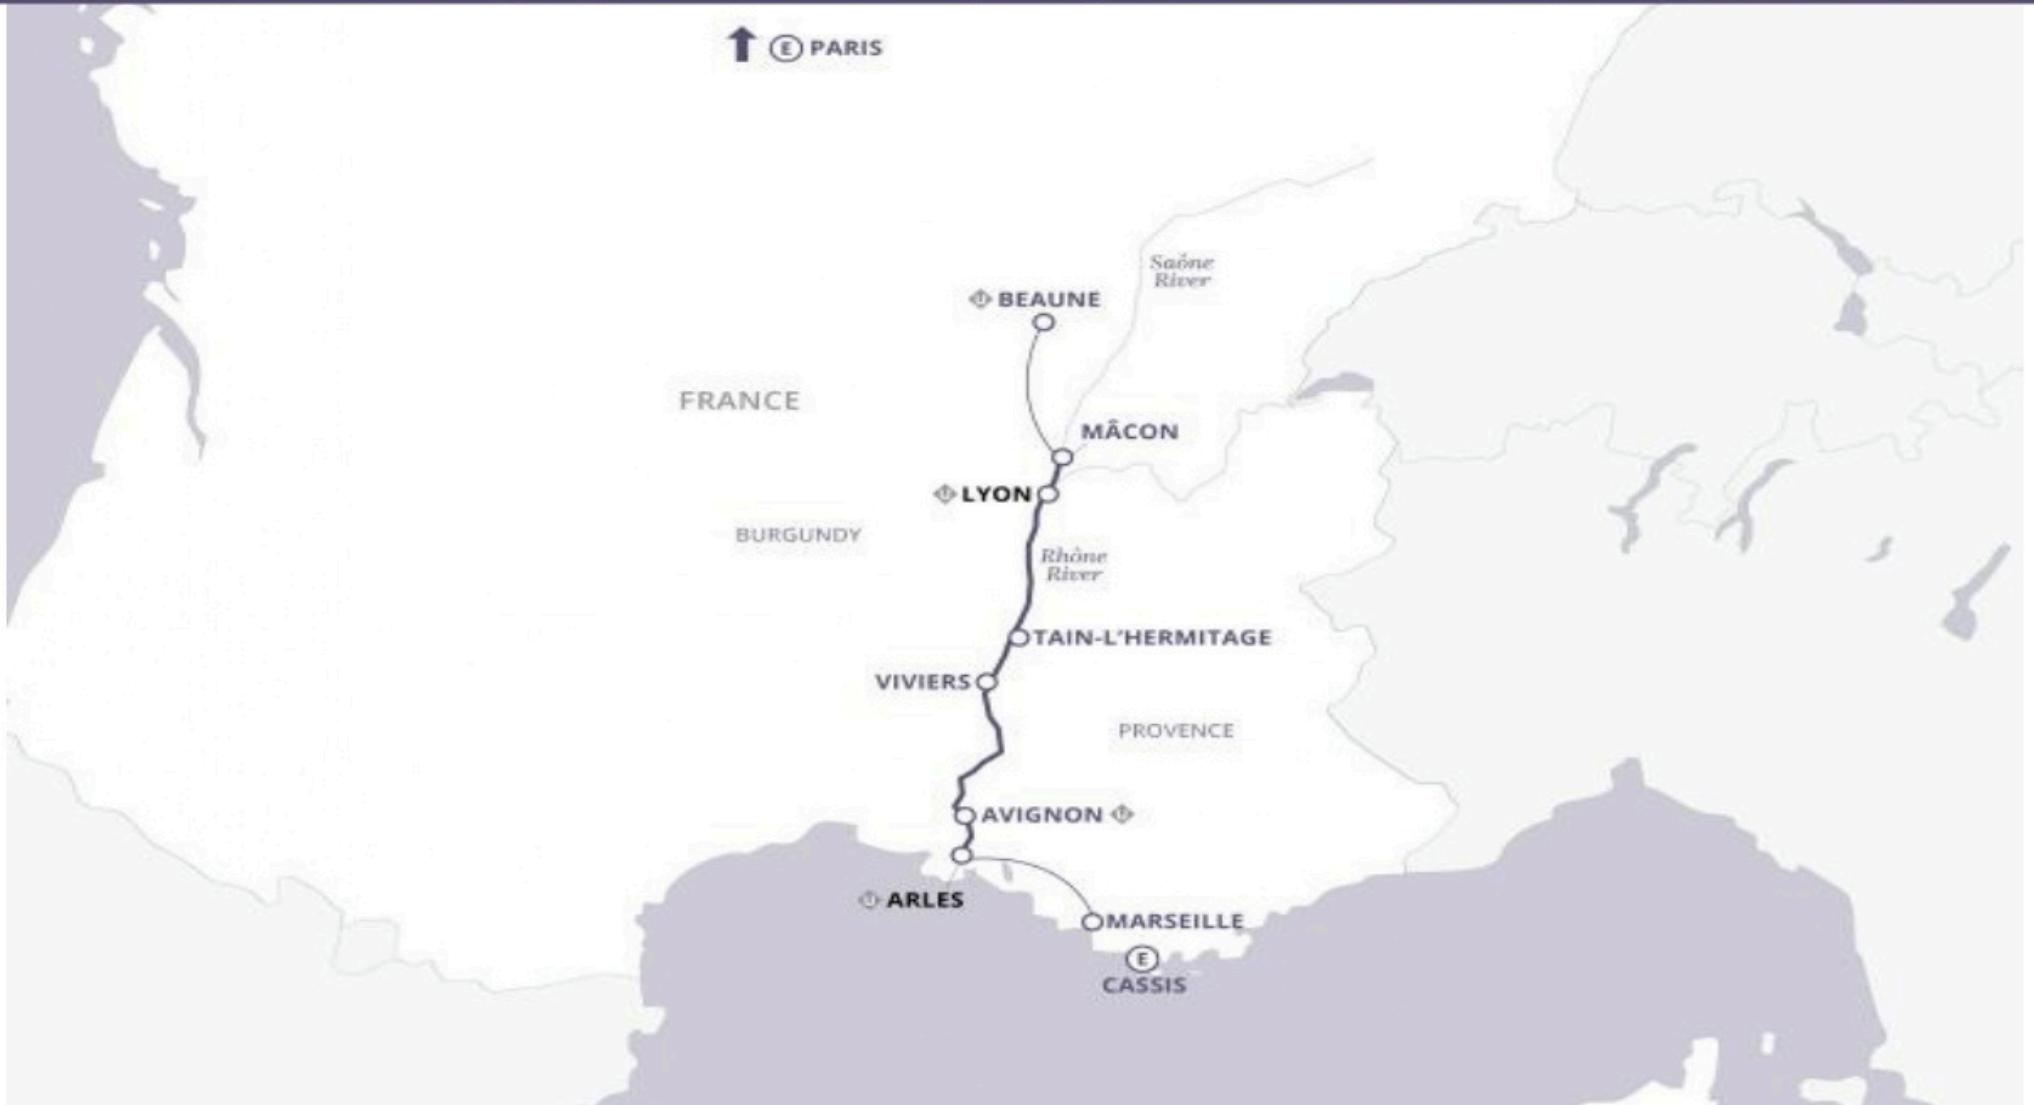 E PARIS
Saône
River
BEAUNE
FRANCE
MÂCON
LYON
BURGUNDY
Rhône
River
TAIN-L'HERMITAGE
VIVIERS
PROVENCE
AVIGNON
ARLES
MARSEILLE
E
CASSIS